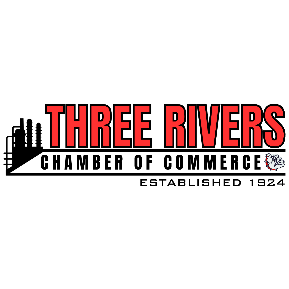 THREE RIVERS
CHAMBER OF COMMERCE
ESTABLISHED 1924